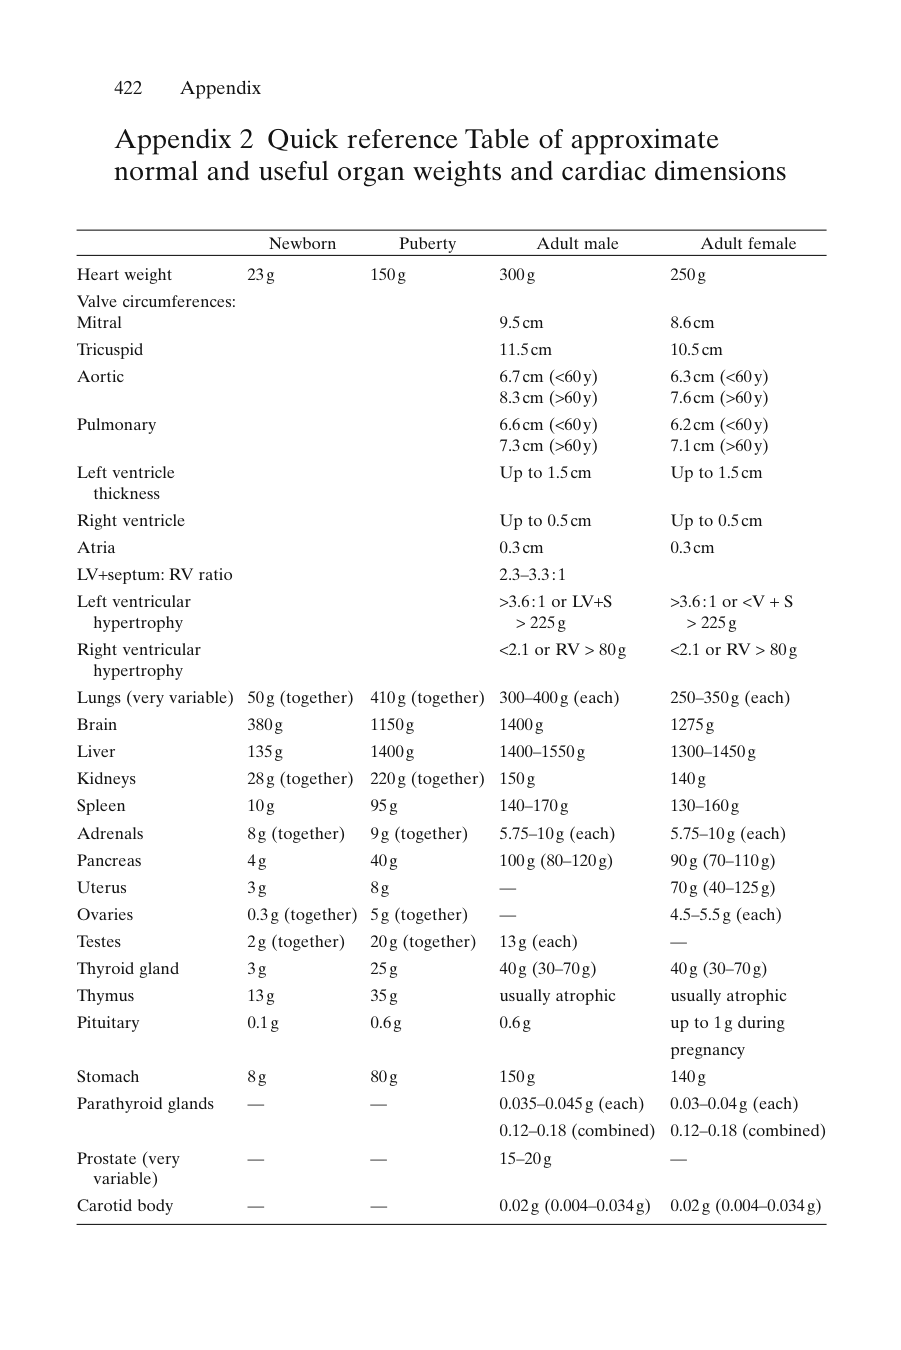 422 Appendix
Appendix 2 Quick reference Table of approximate
normal and useful organ weights and cardiac dimensions
Newborn Puberty Adult male Adult female
Heart weight 23 g 150 g 300 g 250 g
Valve circumferences:
Mitral 9.5 cm 8.6 cm
Tricuspid 11.5 cm 10.5 cm
Aortic 6.7 cm (<60 y) 6.3 cm (<60 y)
8.3 cm (>60 y) 7.6 cm (>60 y)
Pulmonary 6.6 cm (<60 y) 6.2 cm (<60 y)
7.3 cm (>60 y) 7.1 cm (>60 y)
Left ventricle Up to 1.5 cm Up to 1.5 cm
thickness
Right ventricle Up to 0.5 cm Up to 0.5 cm
Atria 0.3 cm 0.3 cm
LV+septum: RV ratio 2.3–3.3 : 1
Left ventricular >3.6 : 1 or LV+S >3.6 : 1 or <V + S
hypertrophy > 225 g > 225 g
Right ventricular <2.1 or RV > 80 g <2.1 or RV > 80 g
hypertrophy
Lungs (very variable) 50 g (together) 410 g (together) 300–400 g (each) 250–350 g (each)
Brain 380 g 1150 g 1400 g 1275 g
Liver 135 g 1400 g 1400–1550 g 1300–1450 g
Kidneys 28 g (together) 220 g (together) 150 g 140 g
Spleen 10 g 95 g 140–170 g 130–160 g
Adrenals 8 g (together) 9 g (together) 5.75–10 g (each) 5.75–10 g (each)
Pancreas 4 g 40 g 100 g (80–120 g) 90 g (70–110 g)
Uterus 3 g 8 g — 70 g (40–125 g)
Ovaries 0.3 g (together) 5 g (together) — 4.5–5.5 g (each)
Testes 2 g (together) 20 g (together) 13 g (each) —
Thyroid gland 3 g 25 g 40 g (30–70 g) 40 g (30–70 g)
Thymus 13 g 35 g usually atrophic usually atrophic
Pituitary 0.1 g 0.6 g 0.6 g up to 1 g during
pregnancy
Stomach 8 g 80 g 150 g 140 g
Parathyroid glands — — 0.035–0.045 g (each) 0.03–0.04 g (each)
0.12–0.18 (combined) 0.12–0.18 (combined)
Prostate (very — — 15–20 g —
variable)
Carotid body — — 0.02 g (0.004–0.034 g) 0.02 g (0.004–0.034 g)